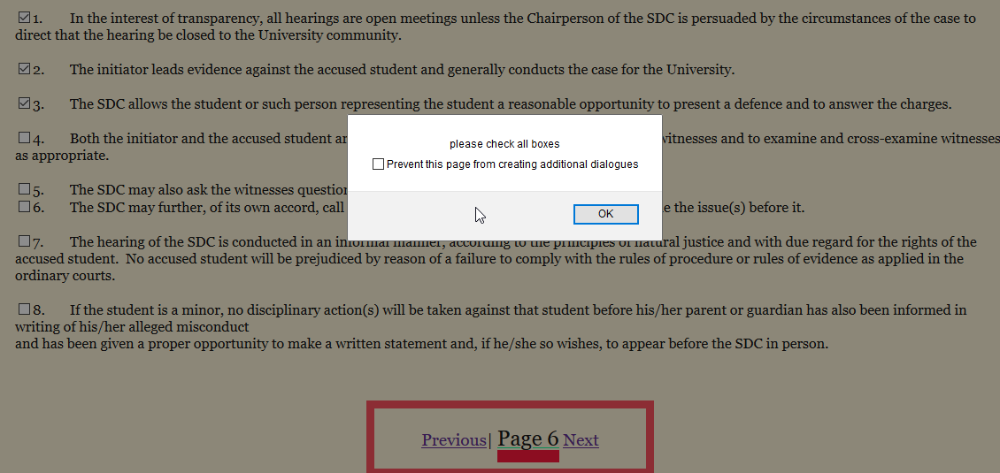 1. In the interest of transparency, all hearings are open meetings unless the Chairperson of the SDC is persuaded by the circumstances of the case to
direct that the hearing be closed to the University community.
2. The initiator leads evidence against the accused student and generally conducts the case for the University.
3. The SDC allows the student or such person representing the student a reasonable opportunity to present a defence and to answer the charges.
4. Both the initiator and the accused student witnesses and to examine and cross-examine witnesses
as appropriate.
5. The SDC may also ask the witnesses
6. The SDC may further, of its own accord, call the issue(s) before it.
7. The hearing of the SDC is conducted in an informal manner, according to the principles of natural justice and with due regard for the rights of the
accused student. No accused student will be prejudiced by reason of a failure to comply with the rules of procedure or rules of evidence as applied in the
ordinary courts.
8. If the student is a minor, no disciplinary action(s) will be taken against that student before his/her parent or guardian has also been informed in
writing of his/her alleged misconduct
and has been given a proper opportunity to make a written statement and, if he/she so wishes, to appear before the SDC in person.
please check all boxes
Prevent this page from creating additional dialogues
OK
Previous| Page 6 Next